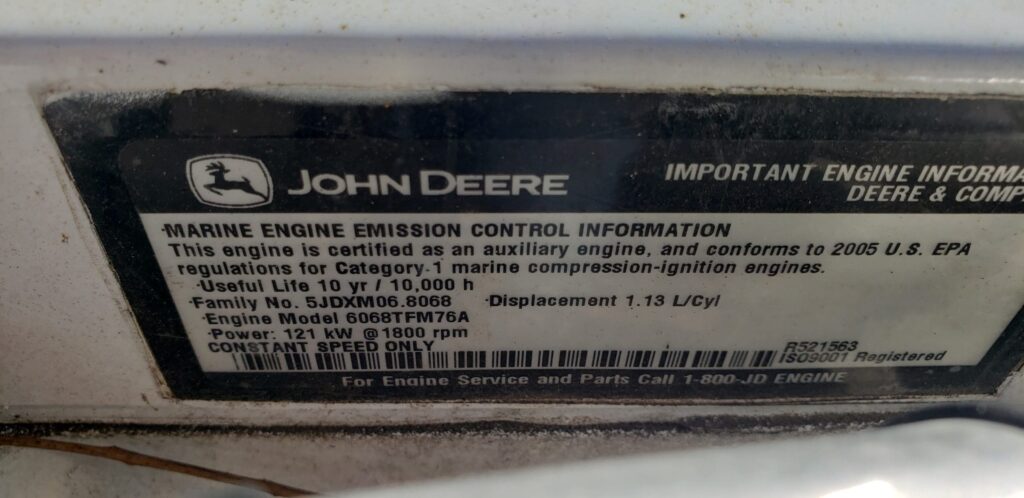 JOHN DEERE
IMPORTANT ENGINE
DEERE &
·MARINE ENGINE EMISSION CONTROL INFORMATION
This engine is certified as an auxiliary engine, and conforms to 2005 U.S. EPA
regulations for Category-1 marine compression-ignition engines.
·Useful Life 10 yr / 10,000 h
·Family No. 5JDXM06.8068 ·Displacement 1.13 L/Cyl
·Engine Model 6068TFM76A
·Power: 121 kW @1800 rpm
CONSTANT SPEED ONLY
R521563
ISO9001 Registered
For Engine Service and Parts Call 1-800-JD ENGINE